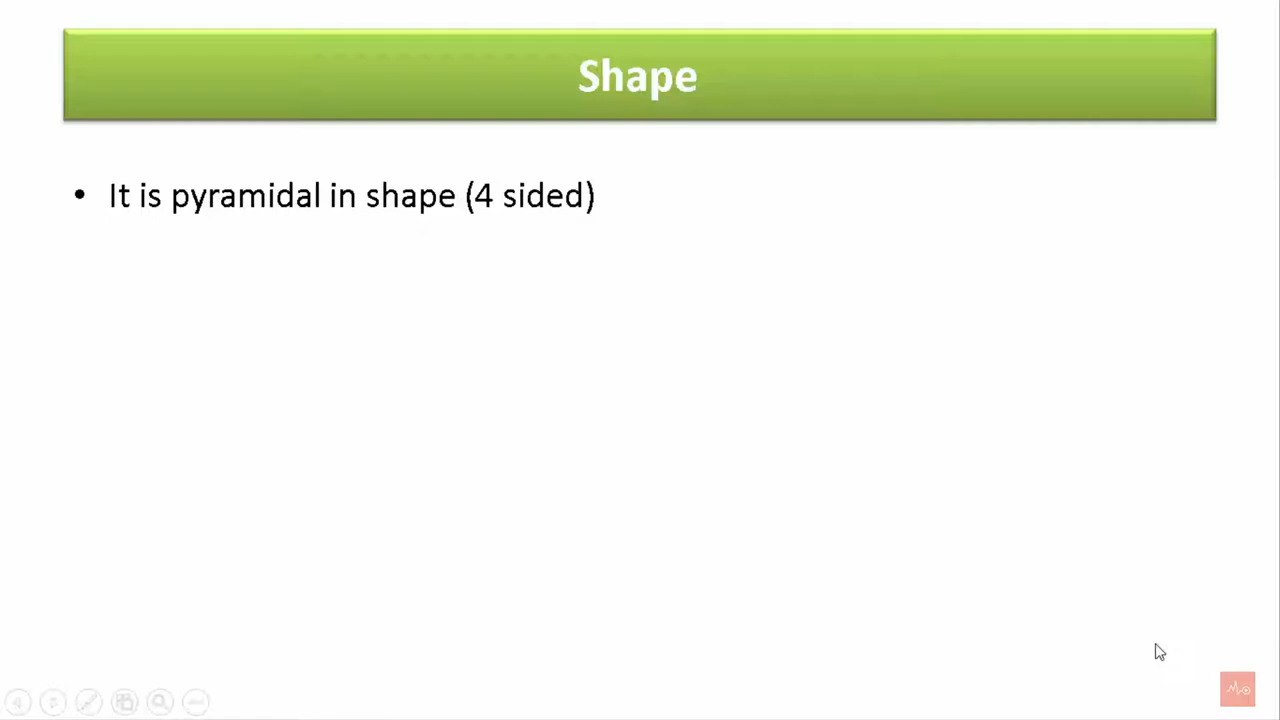 Shape
• It is pyramidal in shape (4 sided)